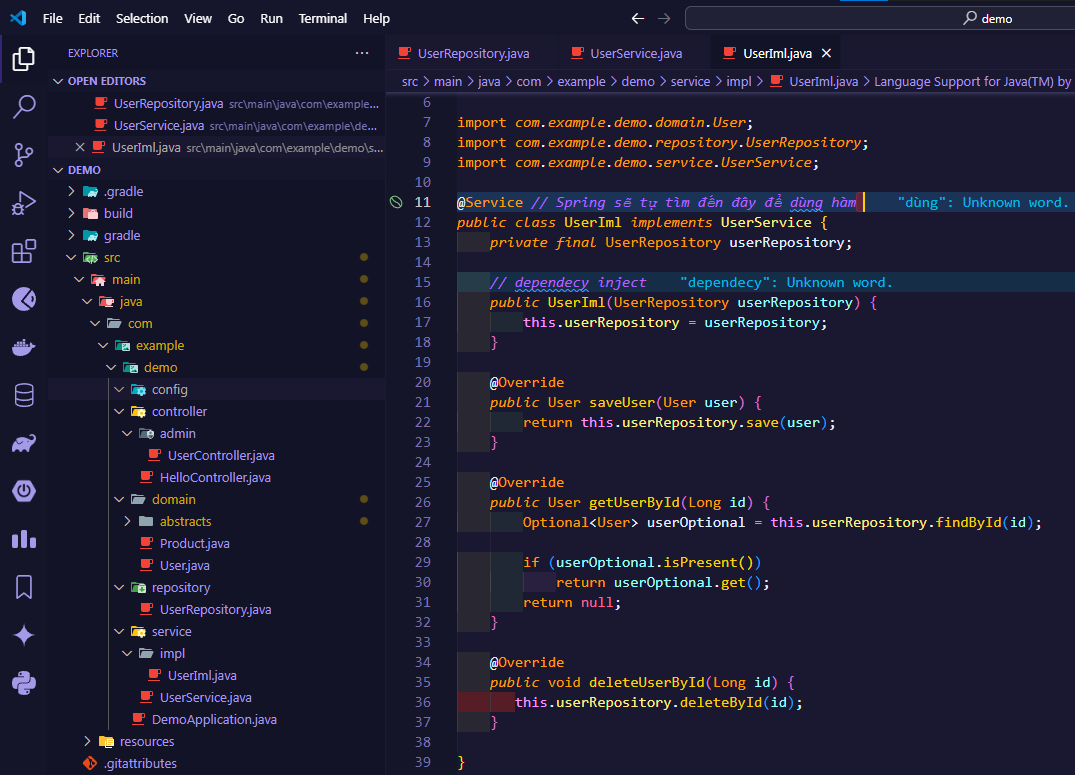 File Edit Selection View Go Run Terminal Help
demo
EXPLORER
OPEN EDITORS
UserRepository.java src\main\java\com\example...
UserService.java src\main\java\com\example\de...
UserIml.java src\main\java\com\example\demo\s...
DEMO
.gradle
build
gradle
src
main
java
com
example
demo
config
controller
admin
UserController.java
HelloController.java
domain
abstracts
Product.java
User.java
repository
UserRepository.java
service
impl
UserIml.java
UserService.java
DemoApplication.java
resources
.gitattributes
UserRepository.java UserService.java UserIml.java
src > main > java > com > example > demo > service > impl > UserIml.java > Language Support for Java(TM) by
6
7 import com.example.demo.domain.User;
8 import com.example.demo.repository.UserRepository;
9 import com.example.demo.service.UserService;
10
11 @Service // Spring sẽ tự tìm đến đây để dùng hàm "dùng": Unknown word.
12 public class UserIml implements UserService {
13 private final UserRepository userRepository;
14
15 // dependecy inject "dependecy": Unknown word.
16 public UserIml(UserRepository userRepository) {
17 this.userRepository = userRepository;
18 }
19
20 @Override
21 public User saveUser(User user) {
22 return this.userRepository.save(user);
23 }
24
25 @Override
26 public User getUserById(Long id) {
27 Optional<User> userOptional = this.userRepository.findById(id);
28
29 if (userOptional.isPresent())
30 return userOptional.get();
31 return null;
32 }
33
34 @Override
35 public void deleteUserById(Long id) {
36 this.userRepository.deleteById(id);
37 }
38
39 }